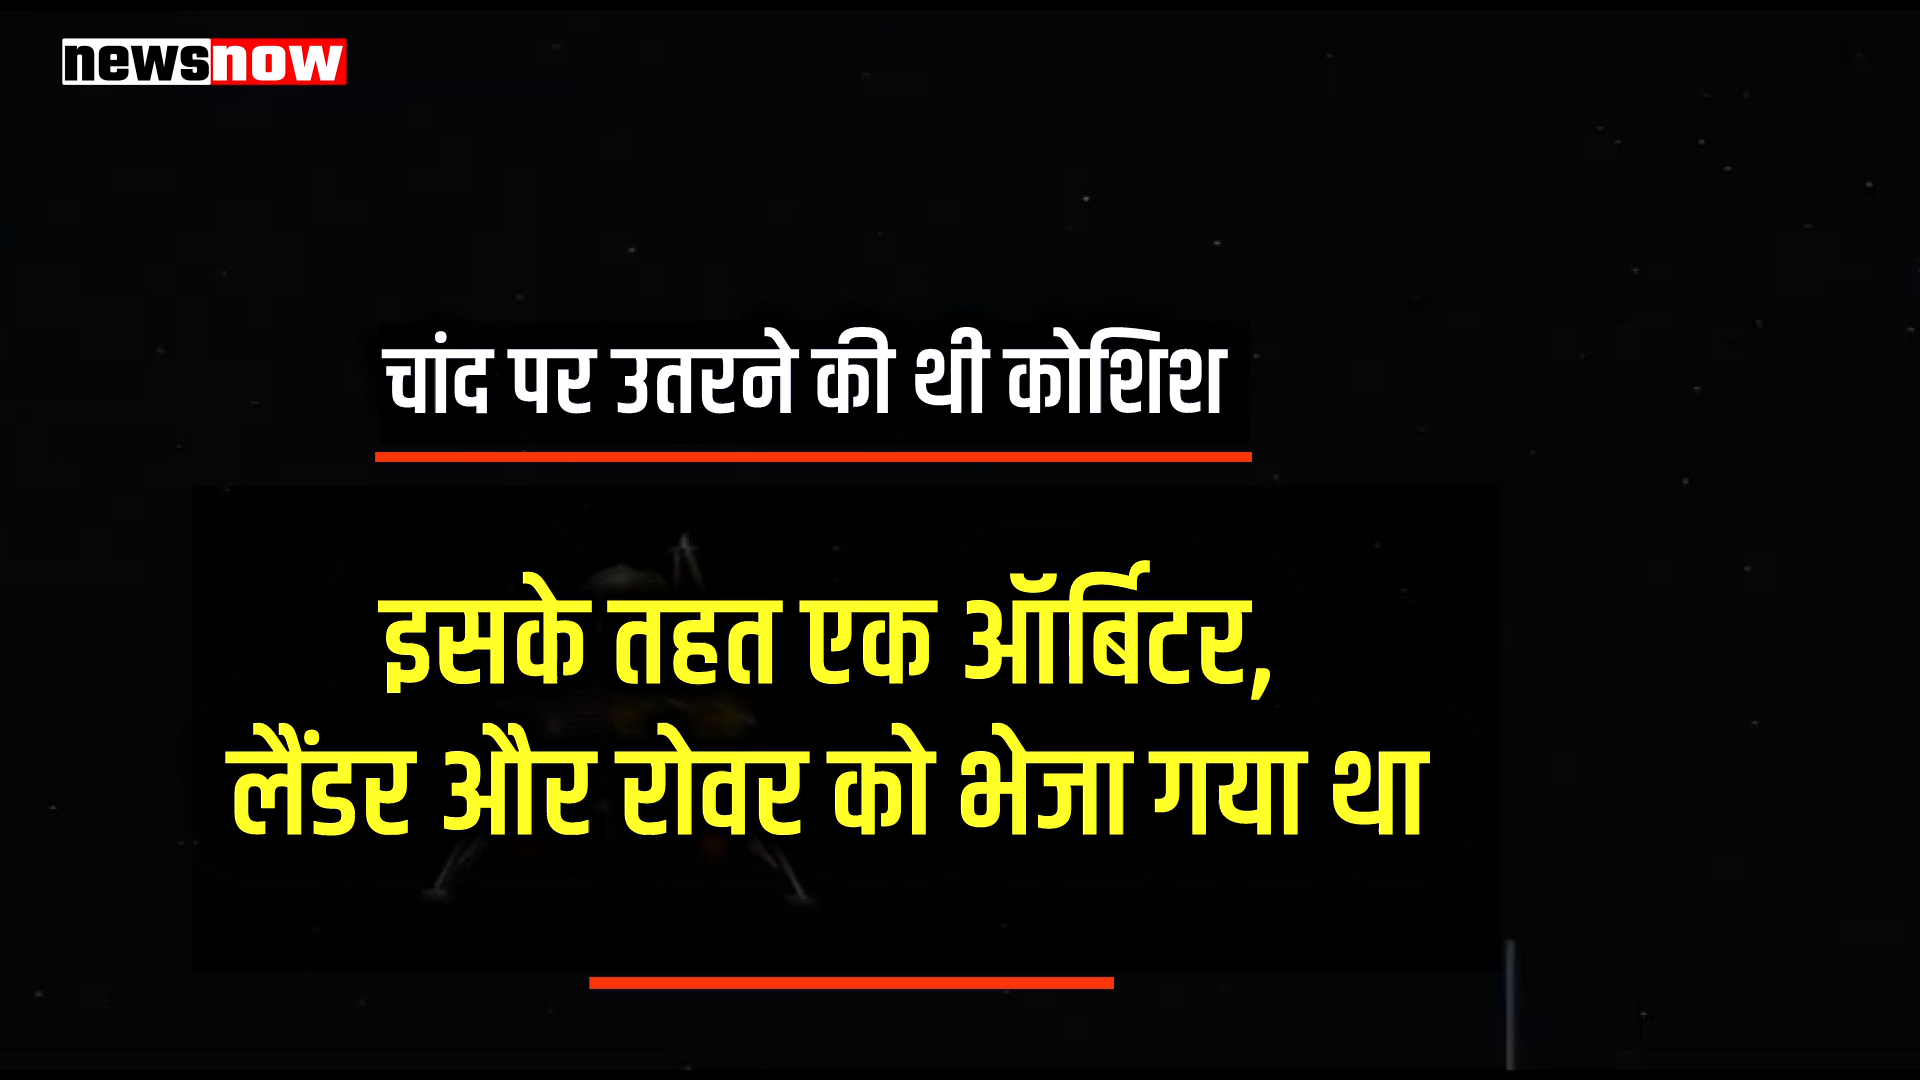 newsnow
चांद पर उतरने की थी कोशिश
इसके तहत एक ऑर्बिटर,
लैंडर और रोवर को भेजा गया था